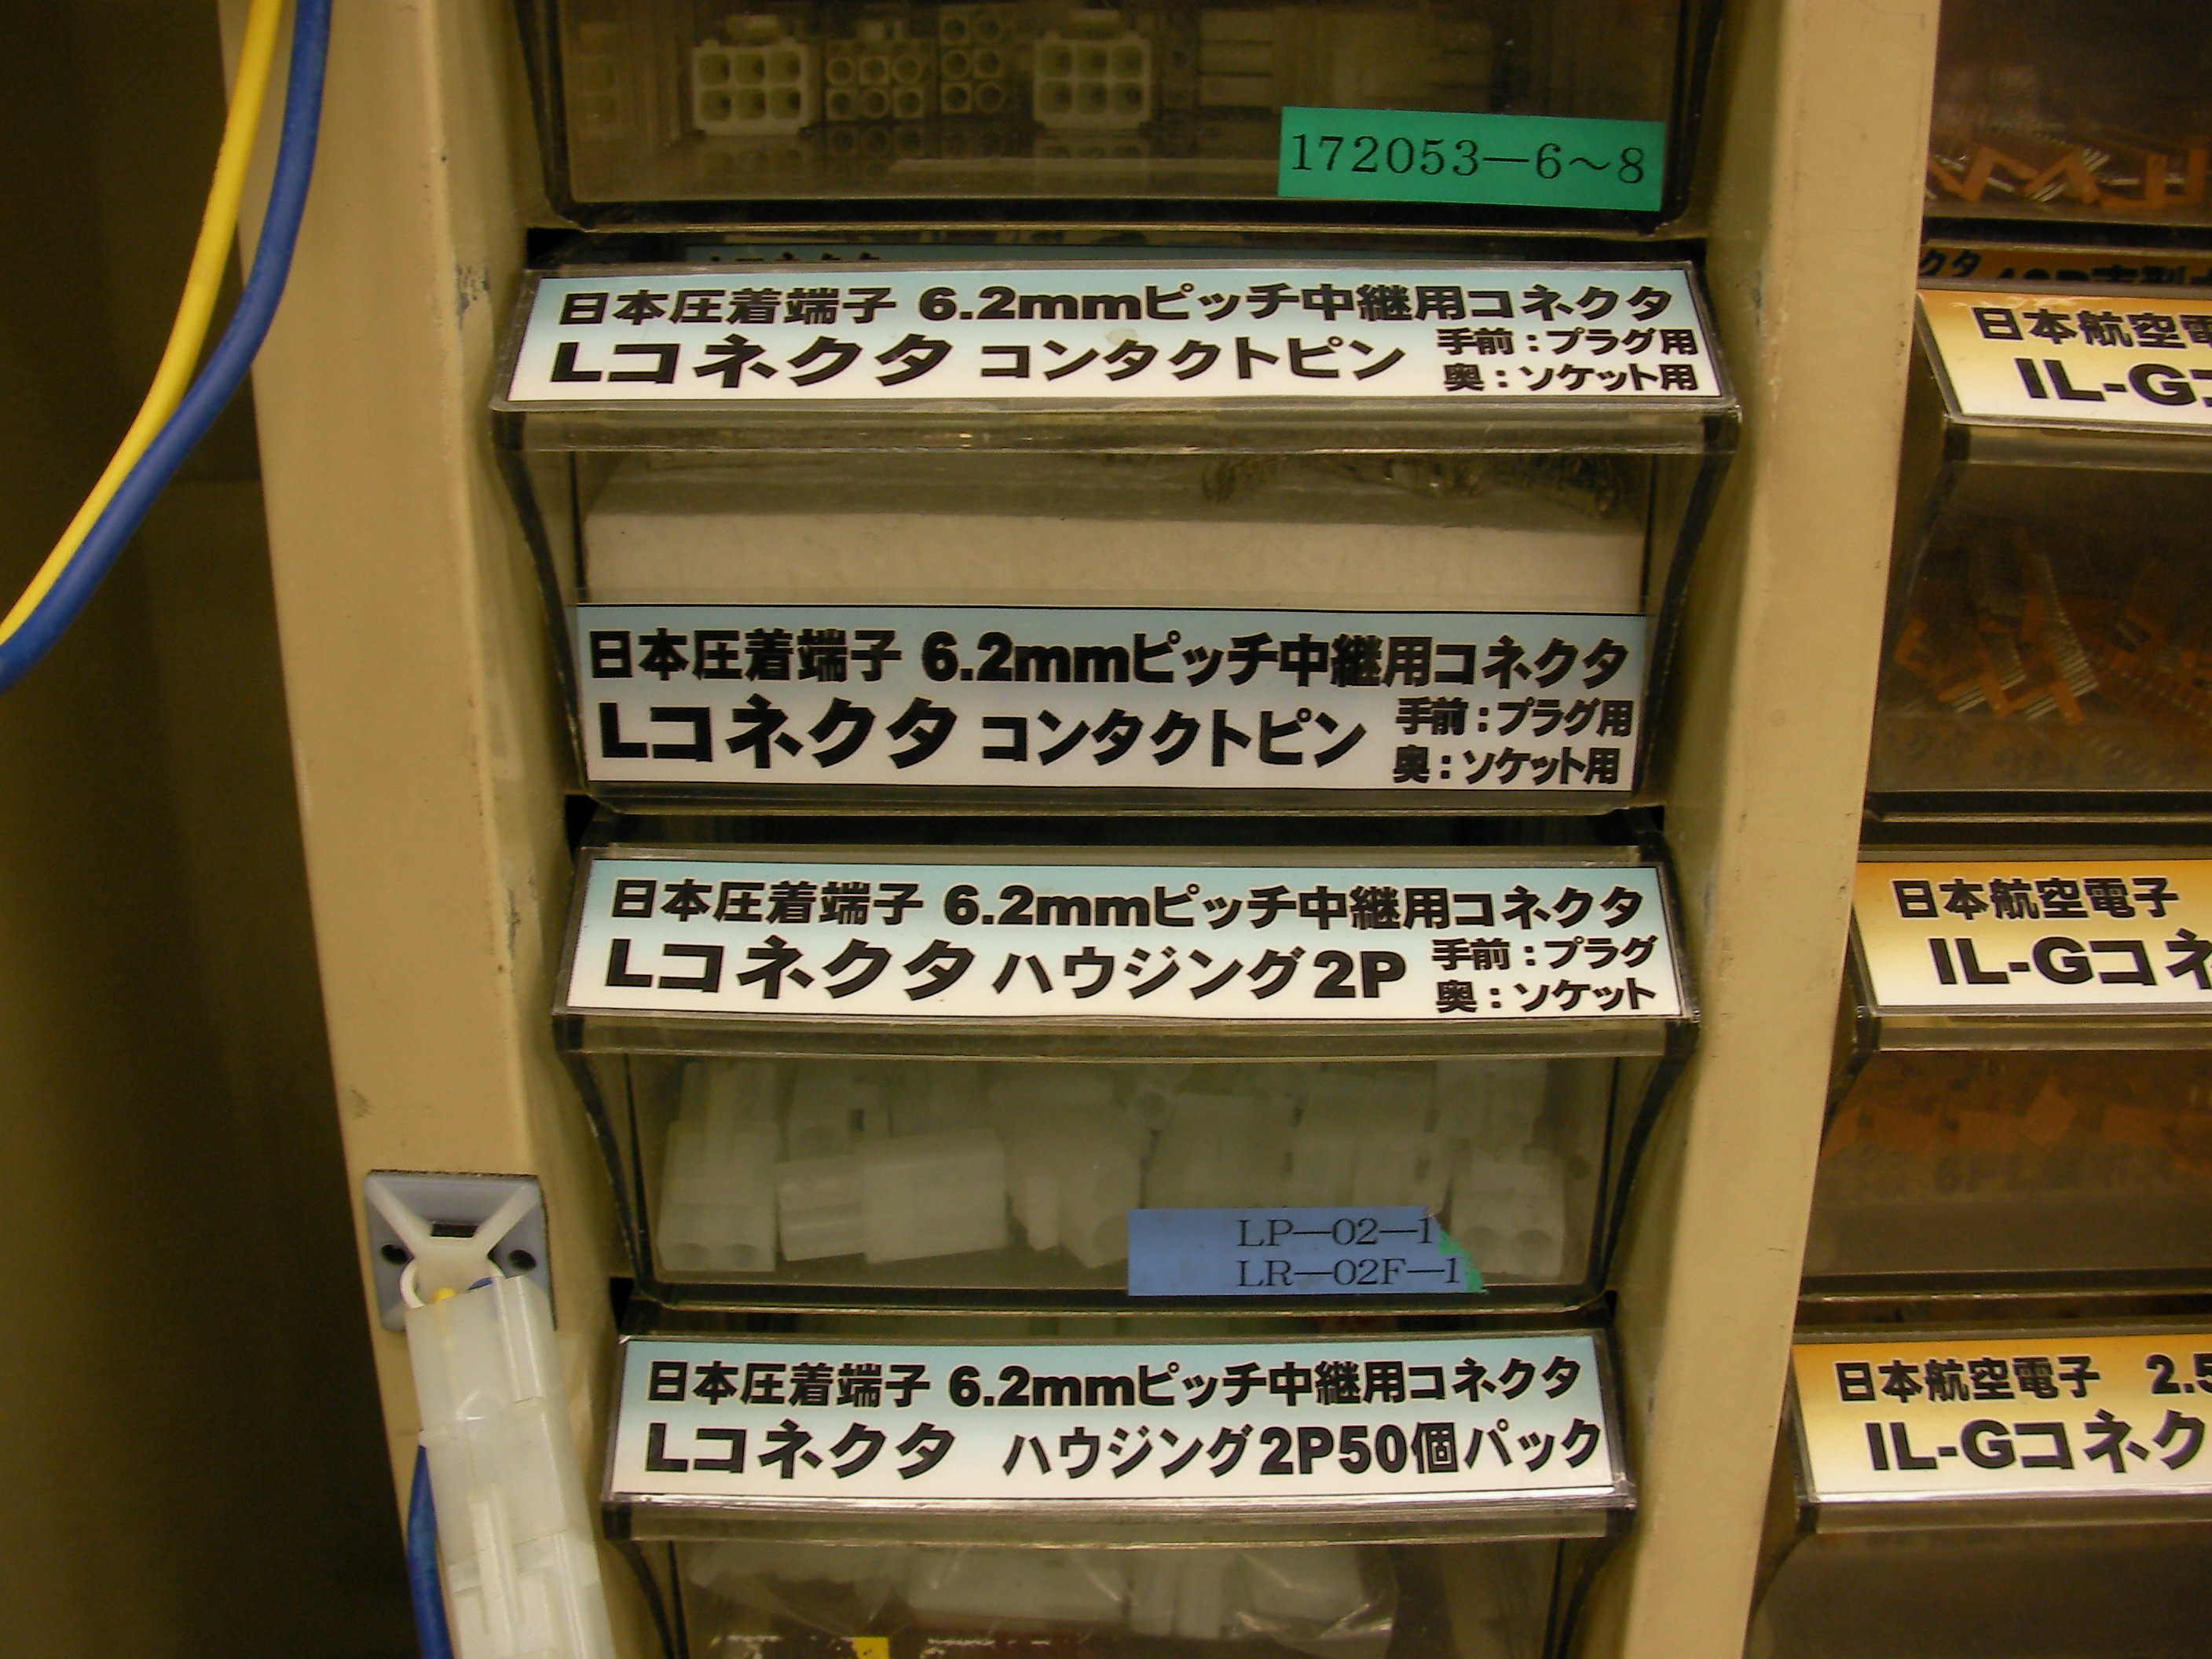 172053—6〜8
日本圧着端子 6.2mmピッチ中継用コネクタ
Lコネクタ コンタクトピン 手前：プラグ用
奥：ソケット用
日本圧着端子 6.2mmピッチ中継用コネクタ
Lコネクタ コンタクトピン 手前：プラグ用
奥：ソケット用
日本圧着端子 6.2mmピッチ中継用コネクタ
Lコネクタ ハウジング2P 手前：プラグ
奥：ソケット
LP—02—1
LR—02F—1
日本圧着端子 6.2mmピッチ中継用コネクタ
Lコネクタ ハウジング2P50個パック
クタ
日本航空電
IL-G
日本航空電子
IL-Gコネ
日本航空電子 2.5
IL-Gコネク